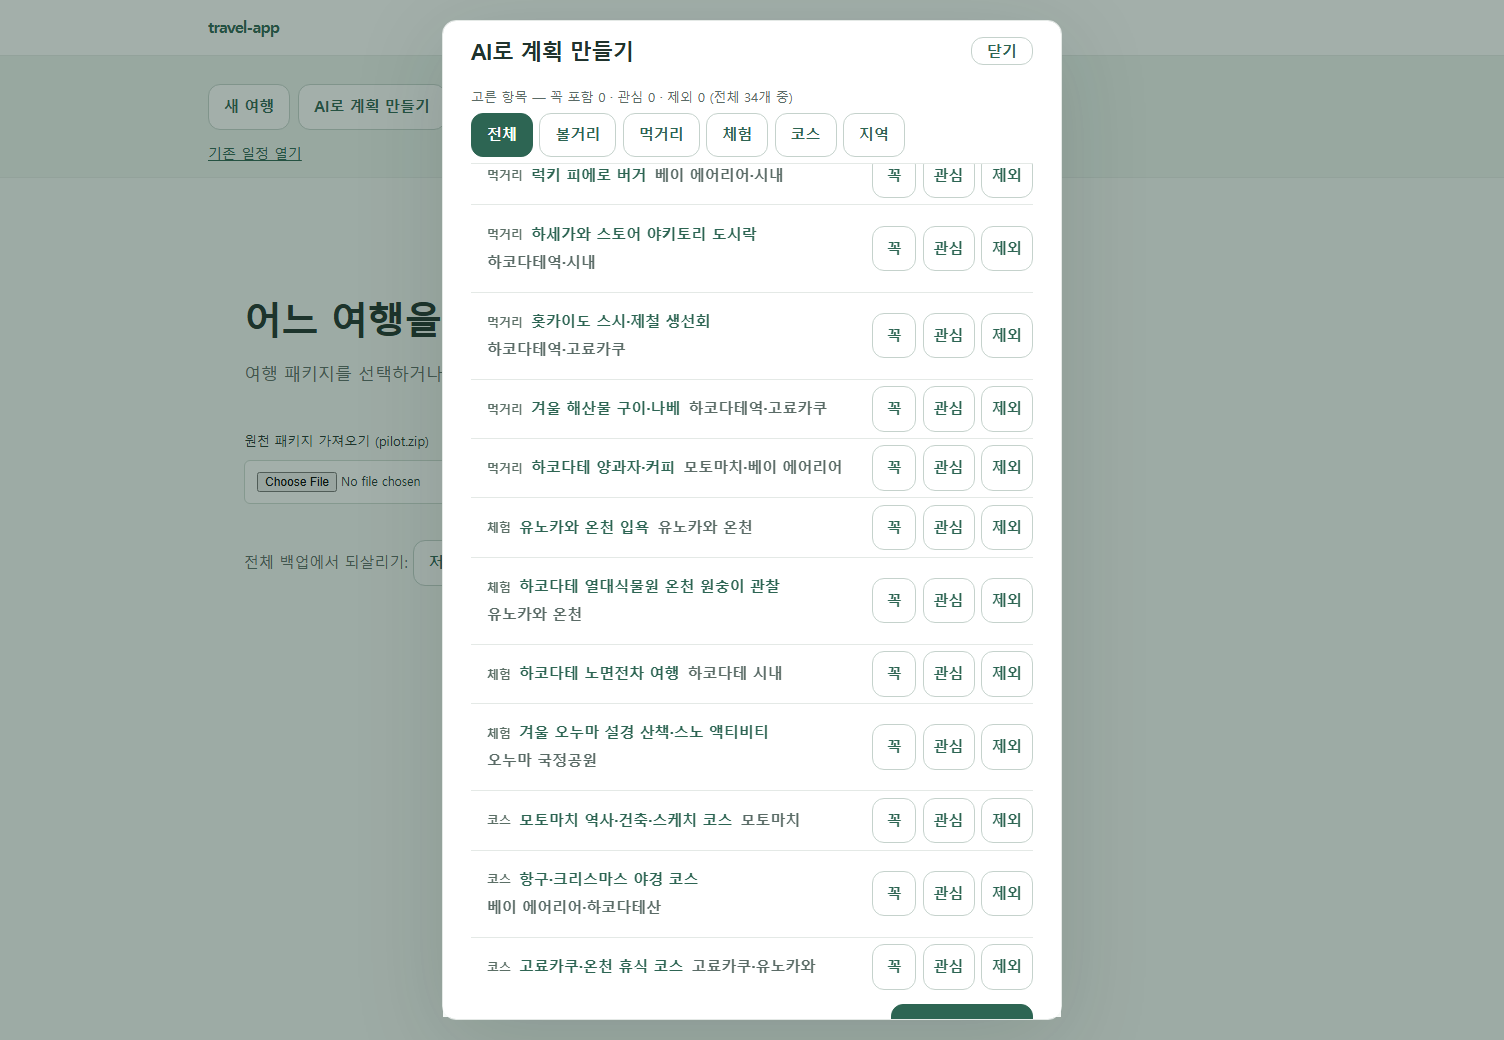 travel-app
새 여행
AI로 계획 만들기
기존 일정 열기
어느 여행을
여행 패키지를 선택하거나
원천 패키지 가져오기 (pilot.zip)
Choose File No file chosen
전체 백업에서 되살리기:
AI로 계획 만들기
닫기
고른 항목 — 꼭 포함 0 · 관심 0 · 제외 0 (전체 34개 중)
전체 볼거리 먹거리 체험 코스 지역
먹거리 럭키 피에로 버거 베이 에어리어·시내 꼭 관심 제외
먹거리 하세가와 스토어 야키토리 도시락
하코다테역·시내
꼭 관심 제외
먹거리 홋카이도 스시·제철 생선회
하코다테역·고료카쿠
꼭 관심 제외
먹거리 겨울 해산물 구이·나베 하코다테역·고료카쿠 꼭 관심 제외
먹거리 하코다테 양과자·커피 모토마치·베이 에어리어 꼭 관심 제외
체험 유노카와 온천 입욕 유노카와 온천 꼭 관심 제외
체험 하코다테 열대식물원 온천 원숭이 관찰
유노카와 온천
꼭 관심 제외
체험 하코다테 노면전차 여행 하코다테 시내 꼭 관심 제외
체험 겨울 오누마 설경 산책·스노 액티비티
오누마 국정공원
꼭 관심 제외
코스 모토마치 역사·건축·스케치 코스 모토마치 꼭 관심 제외
코스 항구·크리스마스 야경 코스
베이 에어리어·하코다테산
꼭 관심 제외
코스 고료카쿠·온천 휴식 코스 고료카쿠·유노카와 꼭 관심 제외